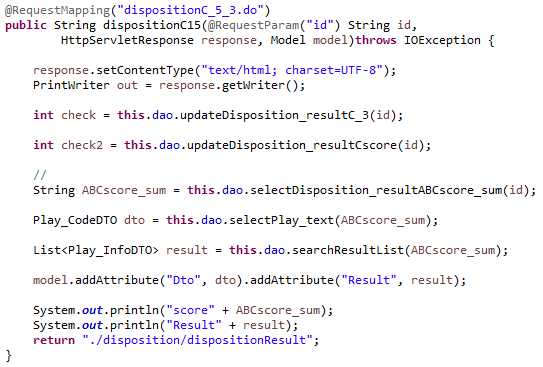 @RequestMapping("dispositionC_5_3.do")
public String dispositionC15(@RequestParam("id") String id,
HttpServletResponse response, Model model)throws IOException {
response.setContentType("text/html; charset=UTF-8");
PrintWriter out = response.getWriter();
int check = this.dao.updateDisposition_resultC_3(id);
int check2 = this.dao.updateDisposition_resultCscore(id);
//
String ABCscore_sum = this.dao.selectDisposition_resultABCscore_sum(id);
Play_CodeDTO dto = this.dao.selectPlay_text(ABCscore_sum);
List<Play_InfoDTO> result = this.dao.searchResultList(ABCscore_sum);
model.addAttribute("Dto", dto).addAttribute("Result", result);
System.out.println("score" + ABCscore_sum);
System.out.println("Result" + result);
return "./disposition/dispositionResult";
}